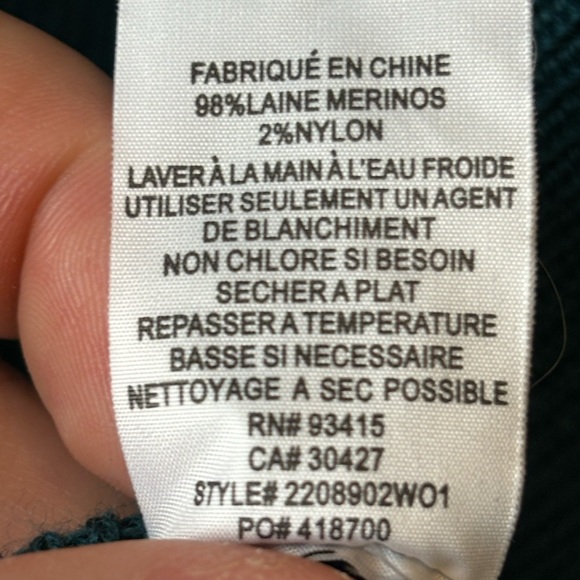 FABRIQUÉ EN CHINE
98%LAINE MERINOS
2%NYLON
LAVER À LA MAIN À L'EAU FROIDE
UTILISER SEULEMENT UN AGENT
DE BLANCHIMENT
NON CHLORE SI BESOIN
SECHER A PLAT
REPASSER A TEMPERATURE
BASSE SI NECESSAIRE
NETTOYAGE A SEC POSSIBLE
RN# 93415
CA# 30427
STYLE# 2208902WO1
PO# 418700